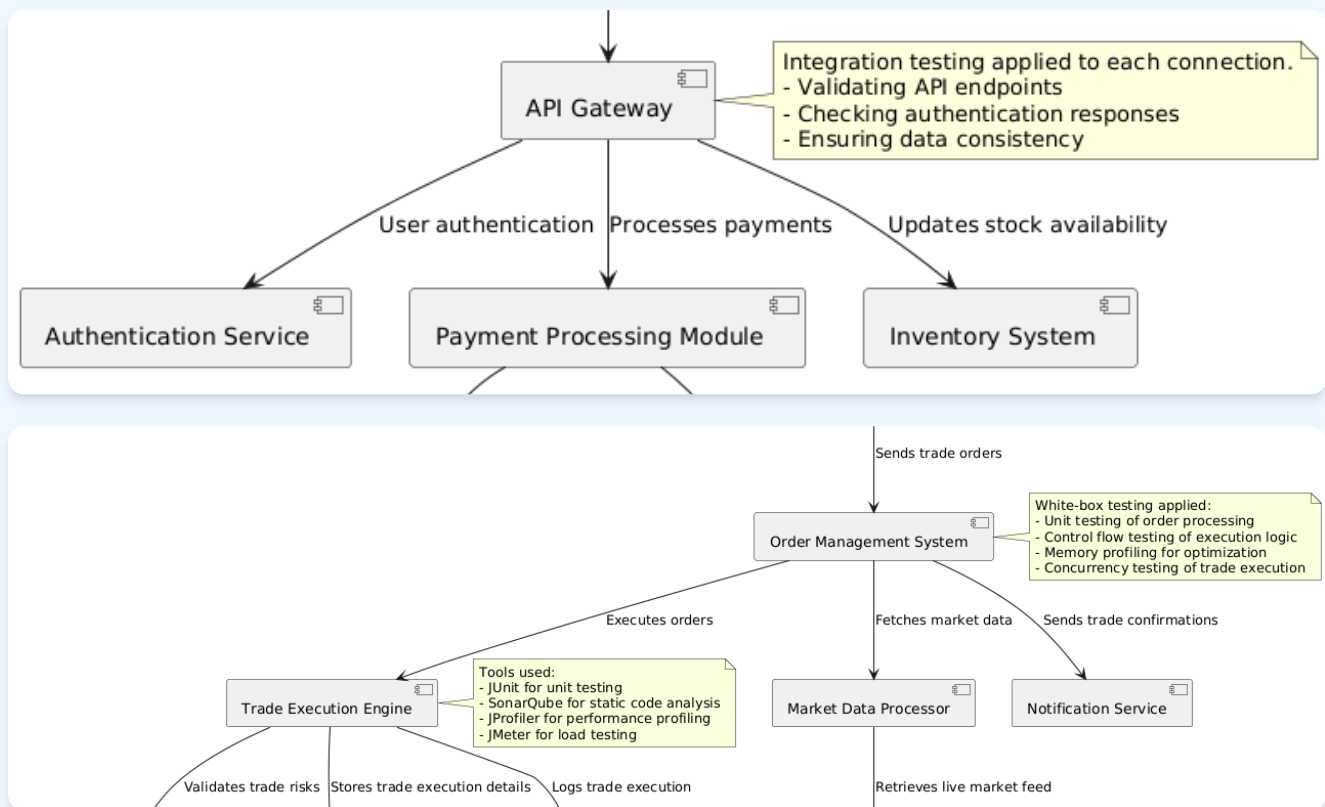 API Gateway
Integration testing applied to each connection.
- Validating API endpoints
- Checking authentication responses
- Ensuring data consistency
User authentication
Processes payments
Updates stock availability
Authentication Service
Payment Processing Module
Inventory System
Sends trade orders
Order Management System
White-box testing applied:
- Unit testing of order processing
- Control flow testing of execution logic
- Memory profiling for optimization
- Concurrency testing of trade execution
Executes orders
Fetches market data
Sends trade confirmations
Trade Execution Engine
Tools used:
- JUnit for unit testing
- SonarQube for static code analysis
- JProfiler for performance profiling
- JMeter for load testing
Market Data Processor
Notification Service
Validates trade risks
Stores trade execution details
Logs trade execution
Retrieves live market feed